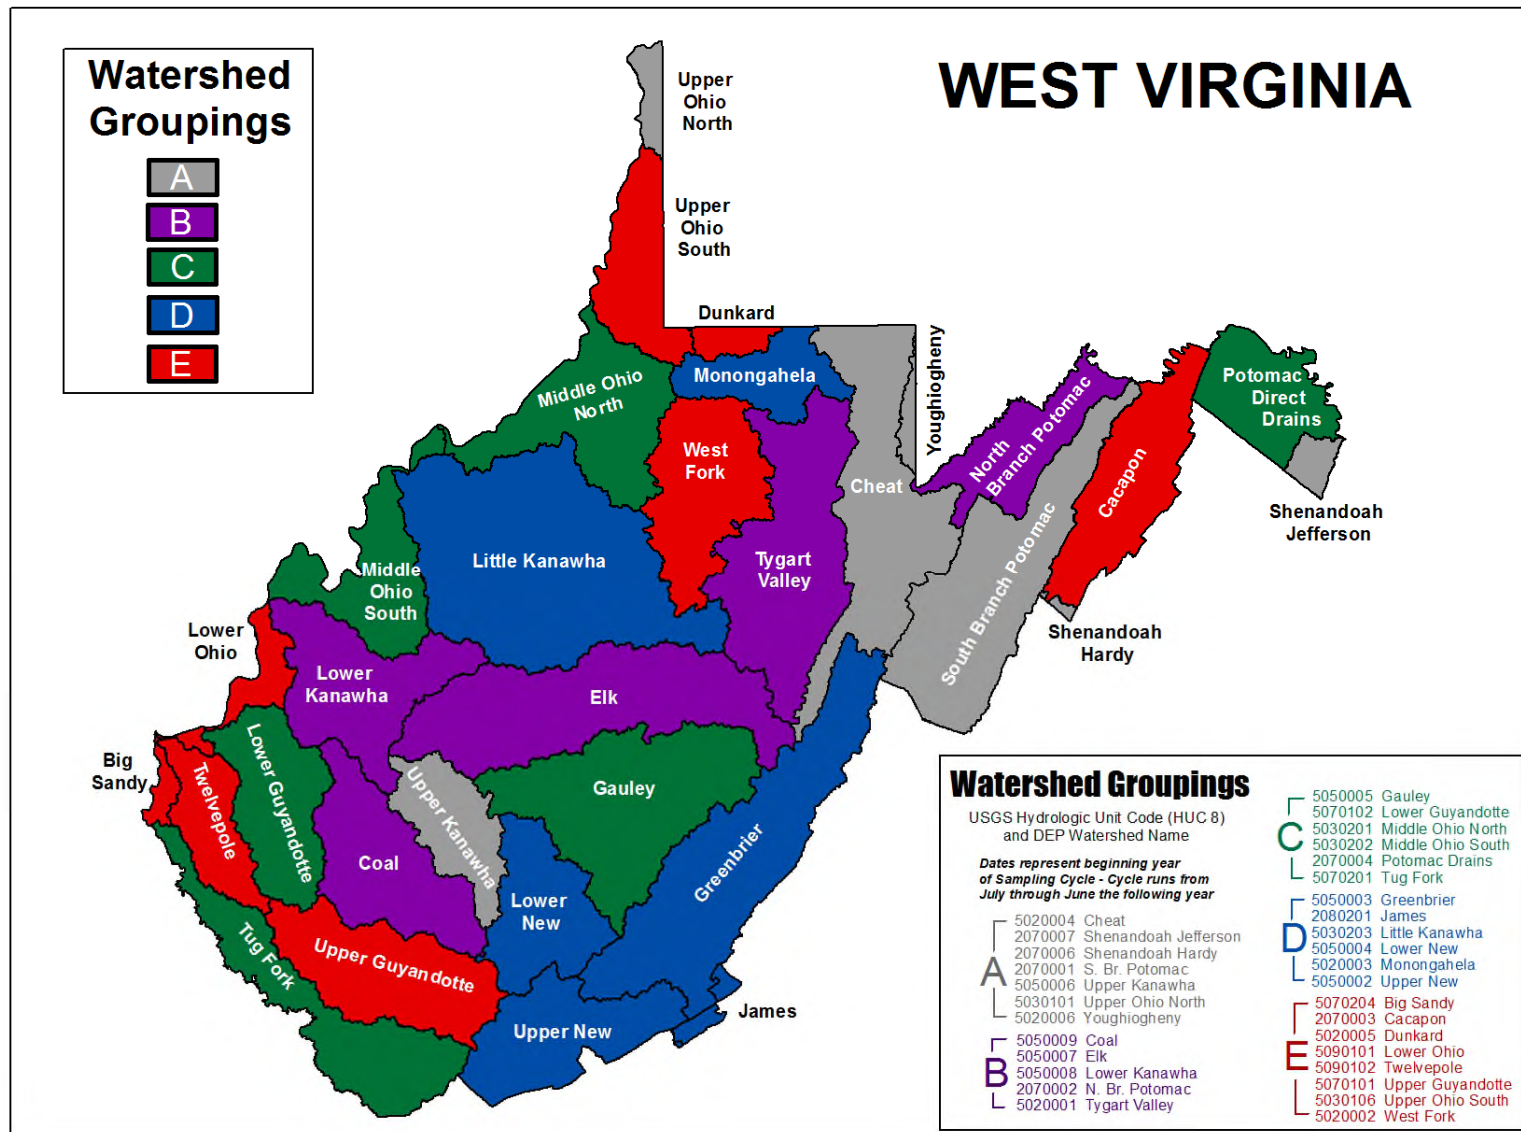 WEST VIRGINIA
Watershed
Groupings
A
B
C
D
E
Upper
Ohio
North
Upper
Ohio
South
Dunkard
Monongahela
Youghiogheny
Middle Ohio
North
West
Fork
Cheat
North
Branch Potomac
South Branch Potomac
Cacapon
Potomac
Direct
Drains
Shenandoah
Jefferson
Shenandoah
Hardy
Little Kanawha
Tygart
Valley
Middle
Ohio
South
Lower
Ohio
Lower
Kanawha
Elk
Big
Sandy
Twelvepole
Lower Guyandotte
Coal
Upper Kanawha
Gauley
Greenbrier
Lower
New
Tug Fork
Upper Guyandotte
Upper New
James
Watershed Groupings
USGS Hydrologic Unit Code (HUC 8)
and DEP Watershed Name
Dates represent beginning year
of Sampling Cycle - Cycle runs from
July through June the following year
A
5020004 Cheat
2070007 Shenandoah Jefferson
2070006 Shenandoah Hardy
2070001 S. Br. Potomac
5050006 Upper Kanawha
5030101 Upper Ohio North
5020006 Youghiogheny
B
5050009 Coal
5050007 Elk
5050008 Lower Kanawha
2070002 N. Br. Potomac
5020001 Tygart Valley
C
5050005 Gauley
5070102 Lower Guyandotte
5030201 Middle Ohio North
5030202 Middle Ohio South
2070004 Potomac Drains
5070201 Tug Fork
D
5050003 Greenbrier
2080201 James
5030203 Little Kanawha
5050004 Lower New
5020003 Monongahela
5050002 Upper New
E
5070204 Big Sandy
2070003 Cacapon
5020005 Dunkard
5090101 Lower Ohio
5090102 Twelvepole
5070101 Upper Guyandotte
5030106 Upper Ohio South
5020002 West Fork